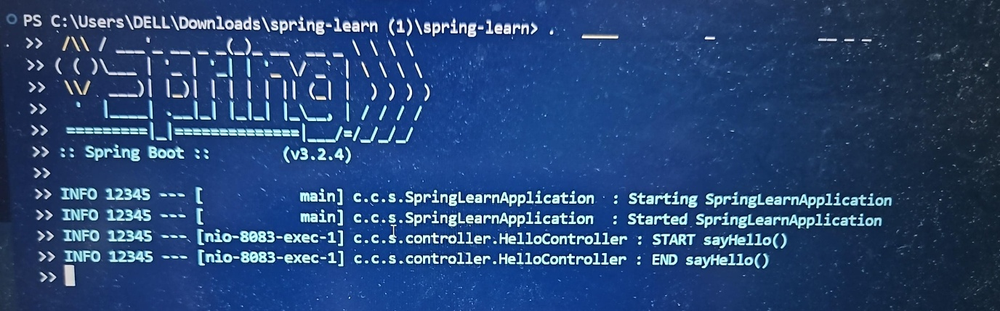 PS C:\Users\DELL\Downloads\spring-learn (1)\spring-learn> .   ____          _            __ _ _
>>  /\\ / ___'_ __ _ _(_)_ __  __ _ \ \ \ \
>> ( ( )\___ | '_ | '_| | '_ \/ _` | \ \ \ \
>>  \\/  ___)| |_)| | | | | || (_| |  ) ) ) )
>>   '  |____| .__|_| |_|_| |_\__, | / / / /
>>  =========|_|==============|___/=/_/_/_/
>> :: Spring Boot ::        (v3.2.4)
>>
>> INFO 12345 --- [           main] c.c.s.SpringLearnApplication  : Starting SpringLearnApplication
>> INFO 12345 --- [           main] c.c.s.SpringLearnApplication  : Started SpringLearnApplication
>> INFO 12345 --- [nio-8083-exec-1] c.c.s.controller.HelloController : START sayHello()
>> INFO 12345 --- [nio-8083-exec-1] c.c.s.controller.HelloController : END sayHello()
>>